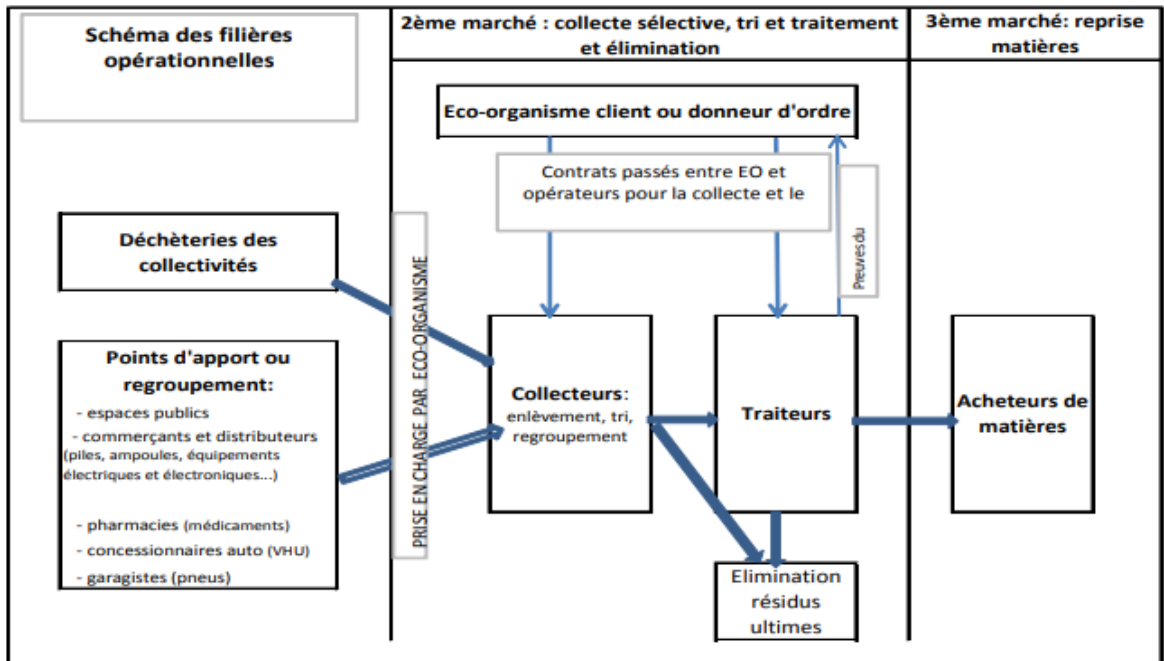 Schéma des filières
opérationnelles
2ème marché : collecte sélective, tri et traitement
et élimination
3ème marché: reprise
matières
Eco-organisme client ou donneur d'ordre
Contrats passés entre EO et
opérateurs pour la collecte et le
Preuves du
Déchèteries des
collectivités
PRISE EN CHARGE PAR ECO-ORGANISME
Points d'apport ou
regroupement:
- espaces publics
- commerçants et distributeurs
(piles, ampoules, équipements
électriques et électroniques...)
- pharmacies (médicaments)
- concessionnaires auto (VHU)
- garagistes (pneus)
Collecteurs:
enlèvement, tri,
regroupement
Traiteurs
Acheteurs de
matières
Elimination
résidus
ultimes